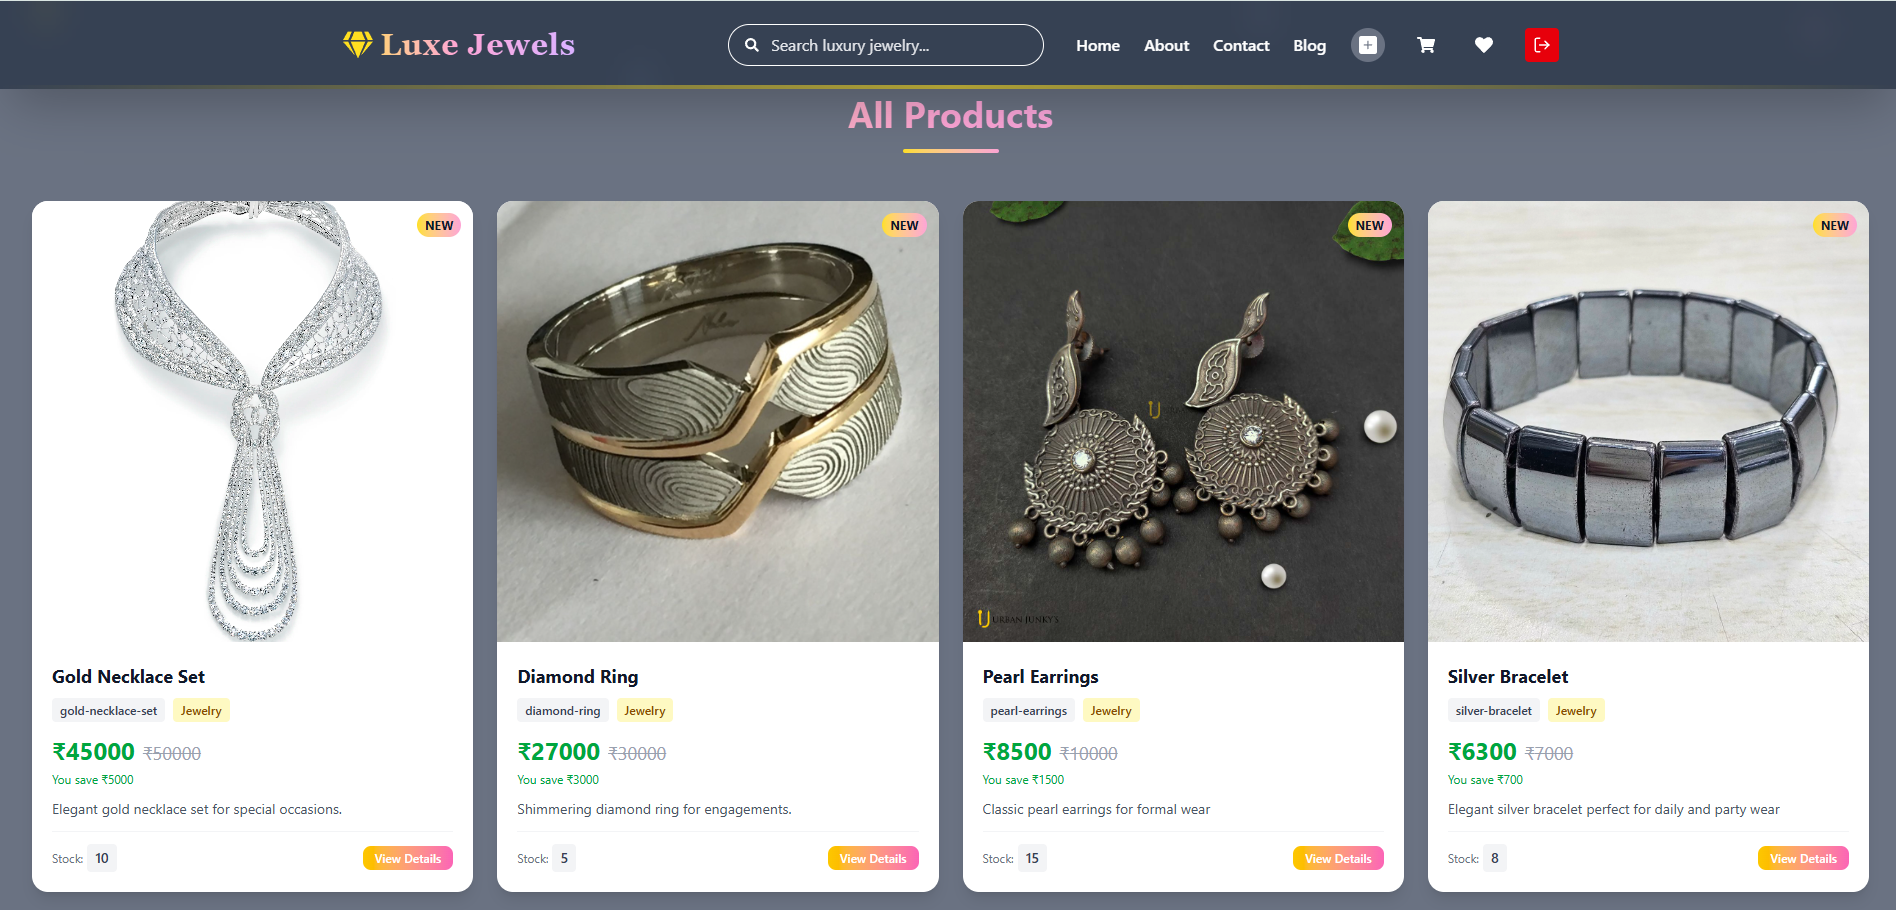 Luxe Jewels
Search luxury jewelry...
Home
About
Contact
Blog
All Products
NEW
NEW
NEW
NEW
URBAN JUNKY'S
Gold Necklace Set
gold-necklace-set
Jewelry
₹45000 ₹50000
You save ₹5000
Elegant gold necklace set for special occasions.
Stock: 10
View Details
Diamond Ring
diamond-ring
Jewelry
₹27000 ₹30000
You save ₹3000
Shimmering diamond ring for engagements.
Stock: 5
View Details
Pearl Earrings
pearl-earrings
Jewelry
₹8500 ₹10000
You save ₹1500
Classic pearl earrings for formal wear
Stock: 15
View Details
Silver Bracelet
silver-bracelet
Jewelry
₹6300 ₹7000
You save ₹700
Elegant silver bracelet perfect for daily and party wear
Stock: 8
View Details